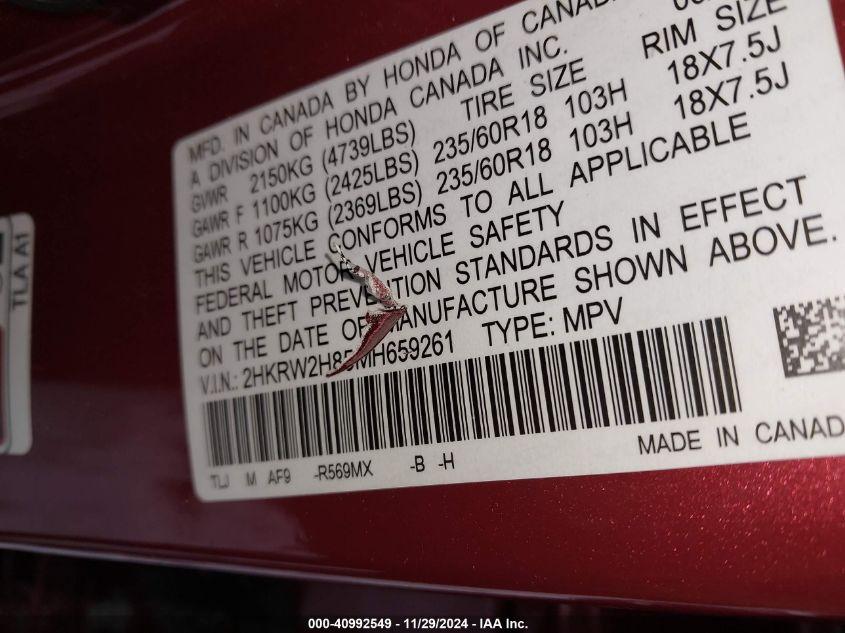 MFD. IN CANADA BY HONDA OF CANADA
A DIVISION OF HONDA CANADA INC.
GVWR 2150KG (4739LBS) TIRE SIZE RIM SIZE
GAWR F 1100KG (2425LBS) 235/60R18 103H 18X7.5J
GAWR R 1075KG (2369LBS) 235/60R18 103H 18X7.5J
THIS VEHICLE CONFORMS TO ALL APPLICABLE
FEDERAL MOTOR VEHICLE SAFETY
AND THEFT PREVENTION STANDARDS IN EFFECT
ON THE DATE OF MANUFACTURE SHOWN ABOVE.
V.I.N.: 2HKRW2H85MH659261 TYPE: MPV
TLJ M AF9 -R569MX -B -H MADE IN CANADA
TLA A1
000-40992549 - 11/29/2024 - IAA Inc.